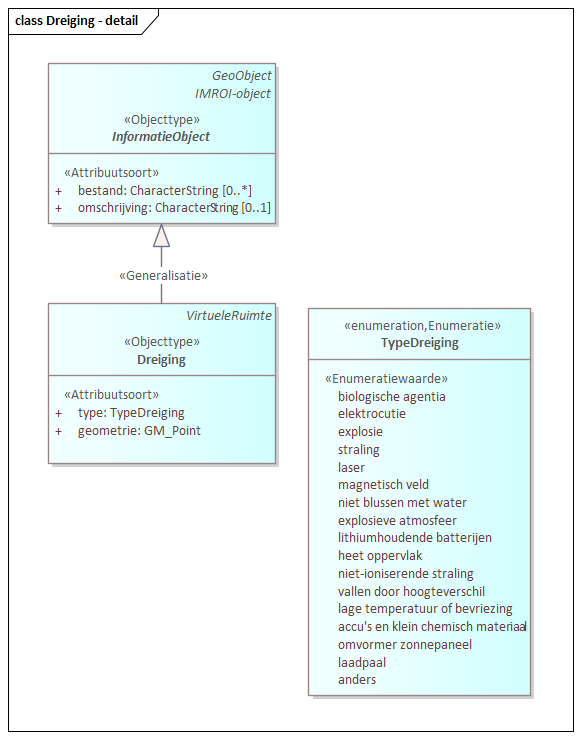 class Dreiging - detail
GeoObject
IMROI-object
«Objecttype»
InformatieObject
«Attribuutsoort»
+ bestand: CharacterString [0..*]
+ omschrijving: CharacterString [0..1]
«Generalisatie»
VirtueleRuimte
«Objecttype»
Dreiging
«Attribuutsoort»
+ type: TypeDreiging
+ geometrie: GM_Point
«enumeration,Enumeratie»
TypeDreiging
«Enumeratiewaarde»
biologische agentia
elektrocutie
explosie
straling
laser
magnetisch veld
niet blussen met water
explosieve atmosfeer
lithiumhoudende batterijen
heet oppervlak
niet-ioniserende straling
vallen door hoogteverschil
lage temperatuur of bevriezing
accu's en klein chemisch materiaal
omvormer zonnepaneel
laadpaal
anders